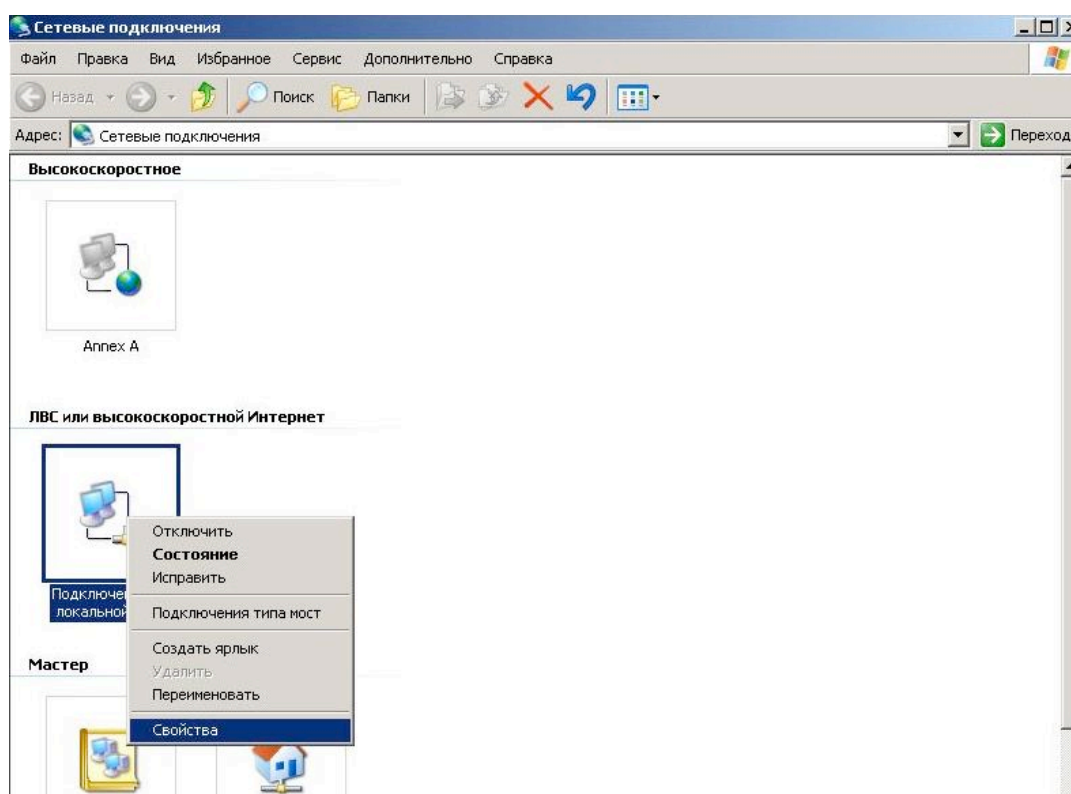 Сетевые подключения
Файл Правка Вид Избранное Сервис Дополнительно Справка
Назад Поиск Папки
Адрес: Сетевые подключения Переход
Высокоскоростное
Annex A
ЛВС или высокоскоростной Интернет
Отключить
Состояние
Исправить
Подключения типа мост
Создать ярлык
Удалить
Переименовать
Свойства
Мастер